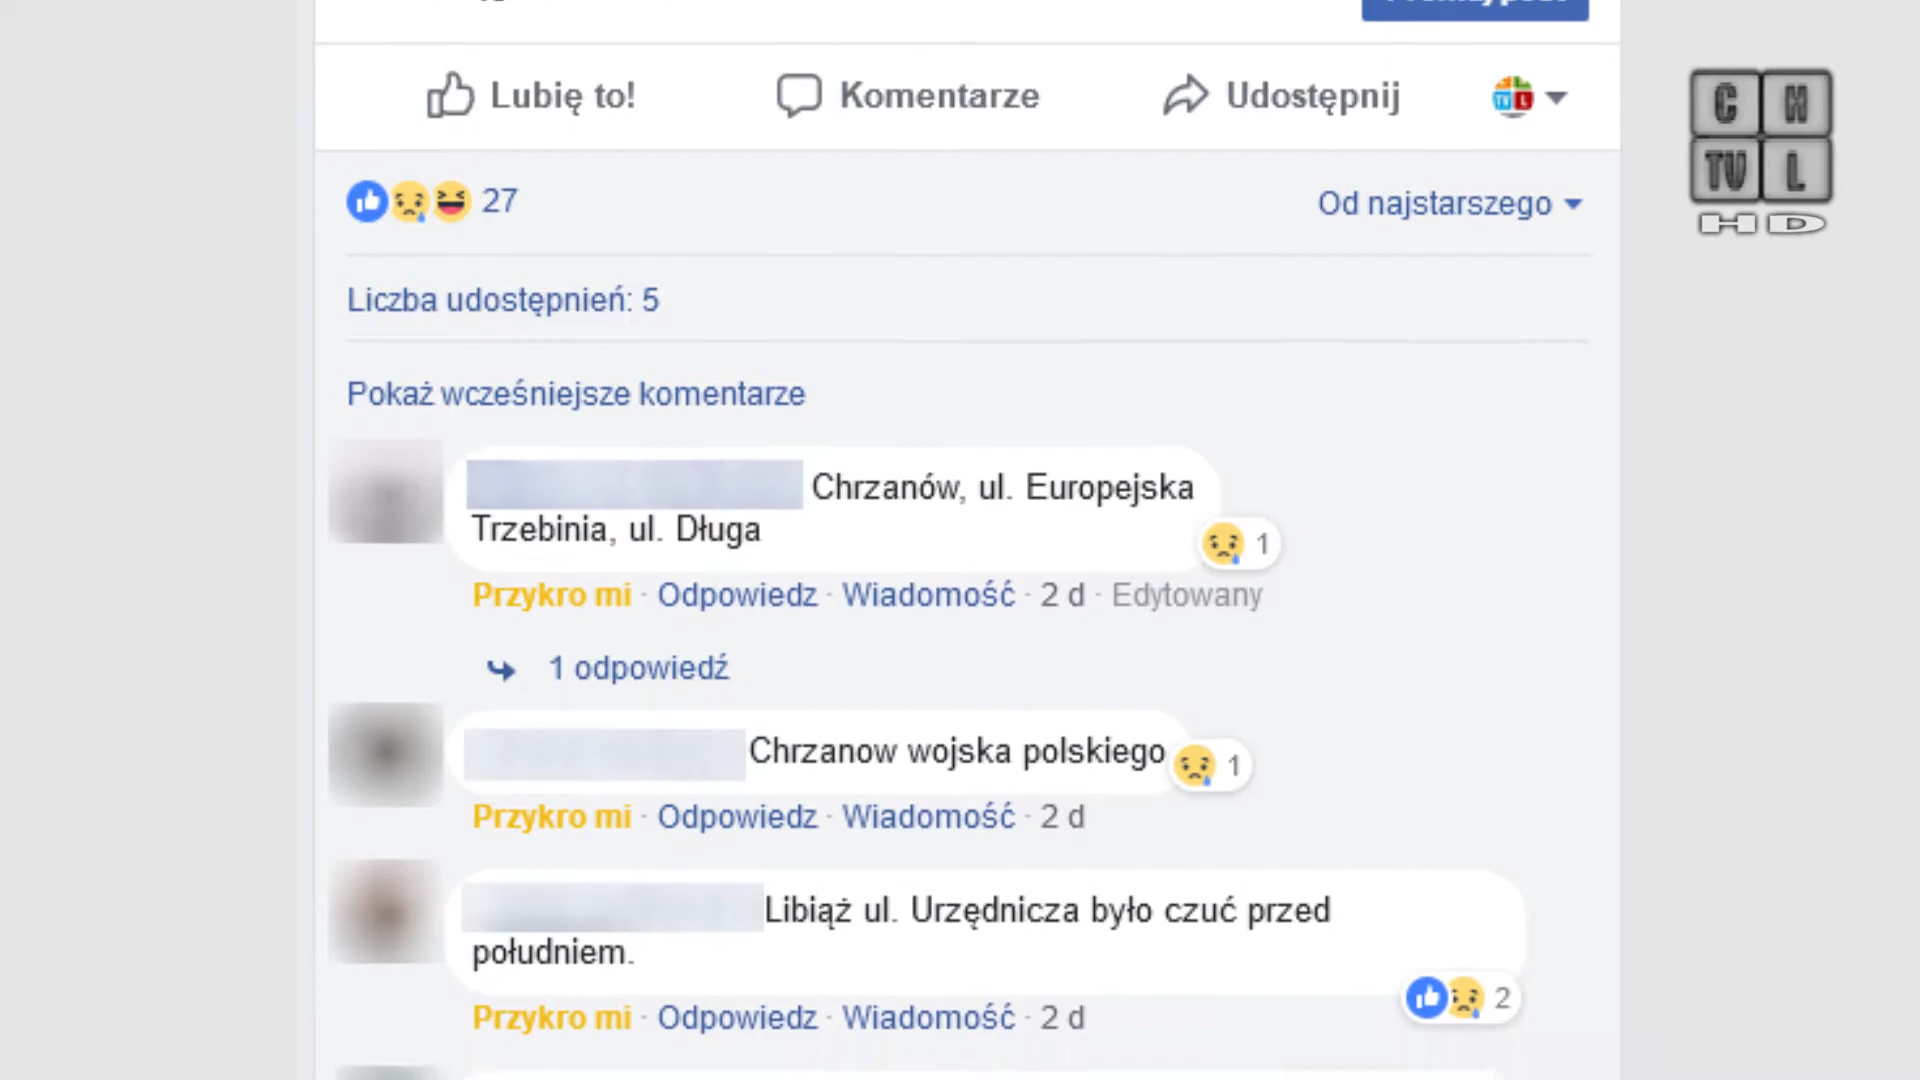 Lubię to! Komentarze Udostępnij
27 Od najstarszego
Liczba udostępnień: 5
Pokaż wcześniejsze komentarze
Chrzanów, ul. Europejska
Trzebinia, ul. Długa
1
Przykro mi · Odpowiedz · Wiadomość · 2 d · Edytowany
1 odpowiedź
Chrzanow wojska polskiego
1
Przykro mi · Odpowiedz · Wiadomość · 2 d
Libiąż ul. Urzędnicza było czuć przed
południem.
2
Przykro mi · Odpowiedz · Wiadomość · 2 d
C H
TV L
HD